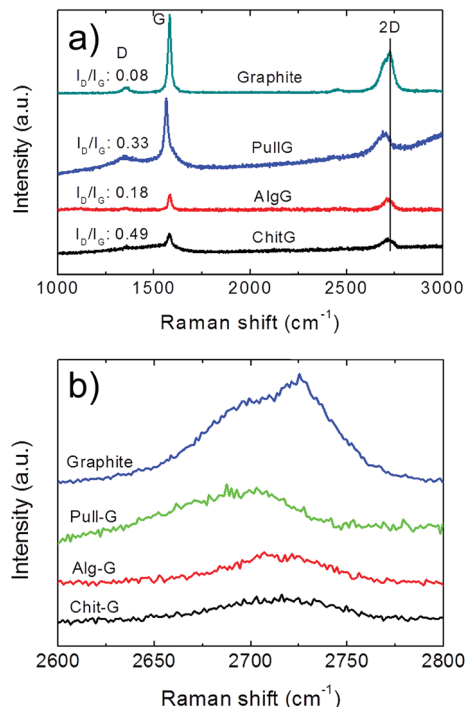 a)
G
D
2D
I_D/I_G: 0.08
Graphite
I_D/I_G: 0.33
PullG
I_D/I_G: 0.18
AlgG
I_D/I_G: 0.49
ChitG
Intensity (a.u.)
1000 1500 2000 2500 3000
Raman shift (cm⁻¹)
b)
Graphite
Pull-G
Alg-G
Chit-G
Intensity (a.u.)
2600 2650 2700 2750 2800
Raman shift (cm⁻¹)